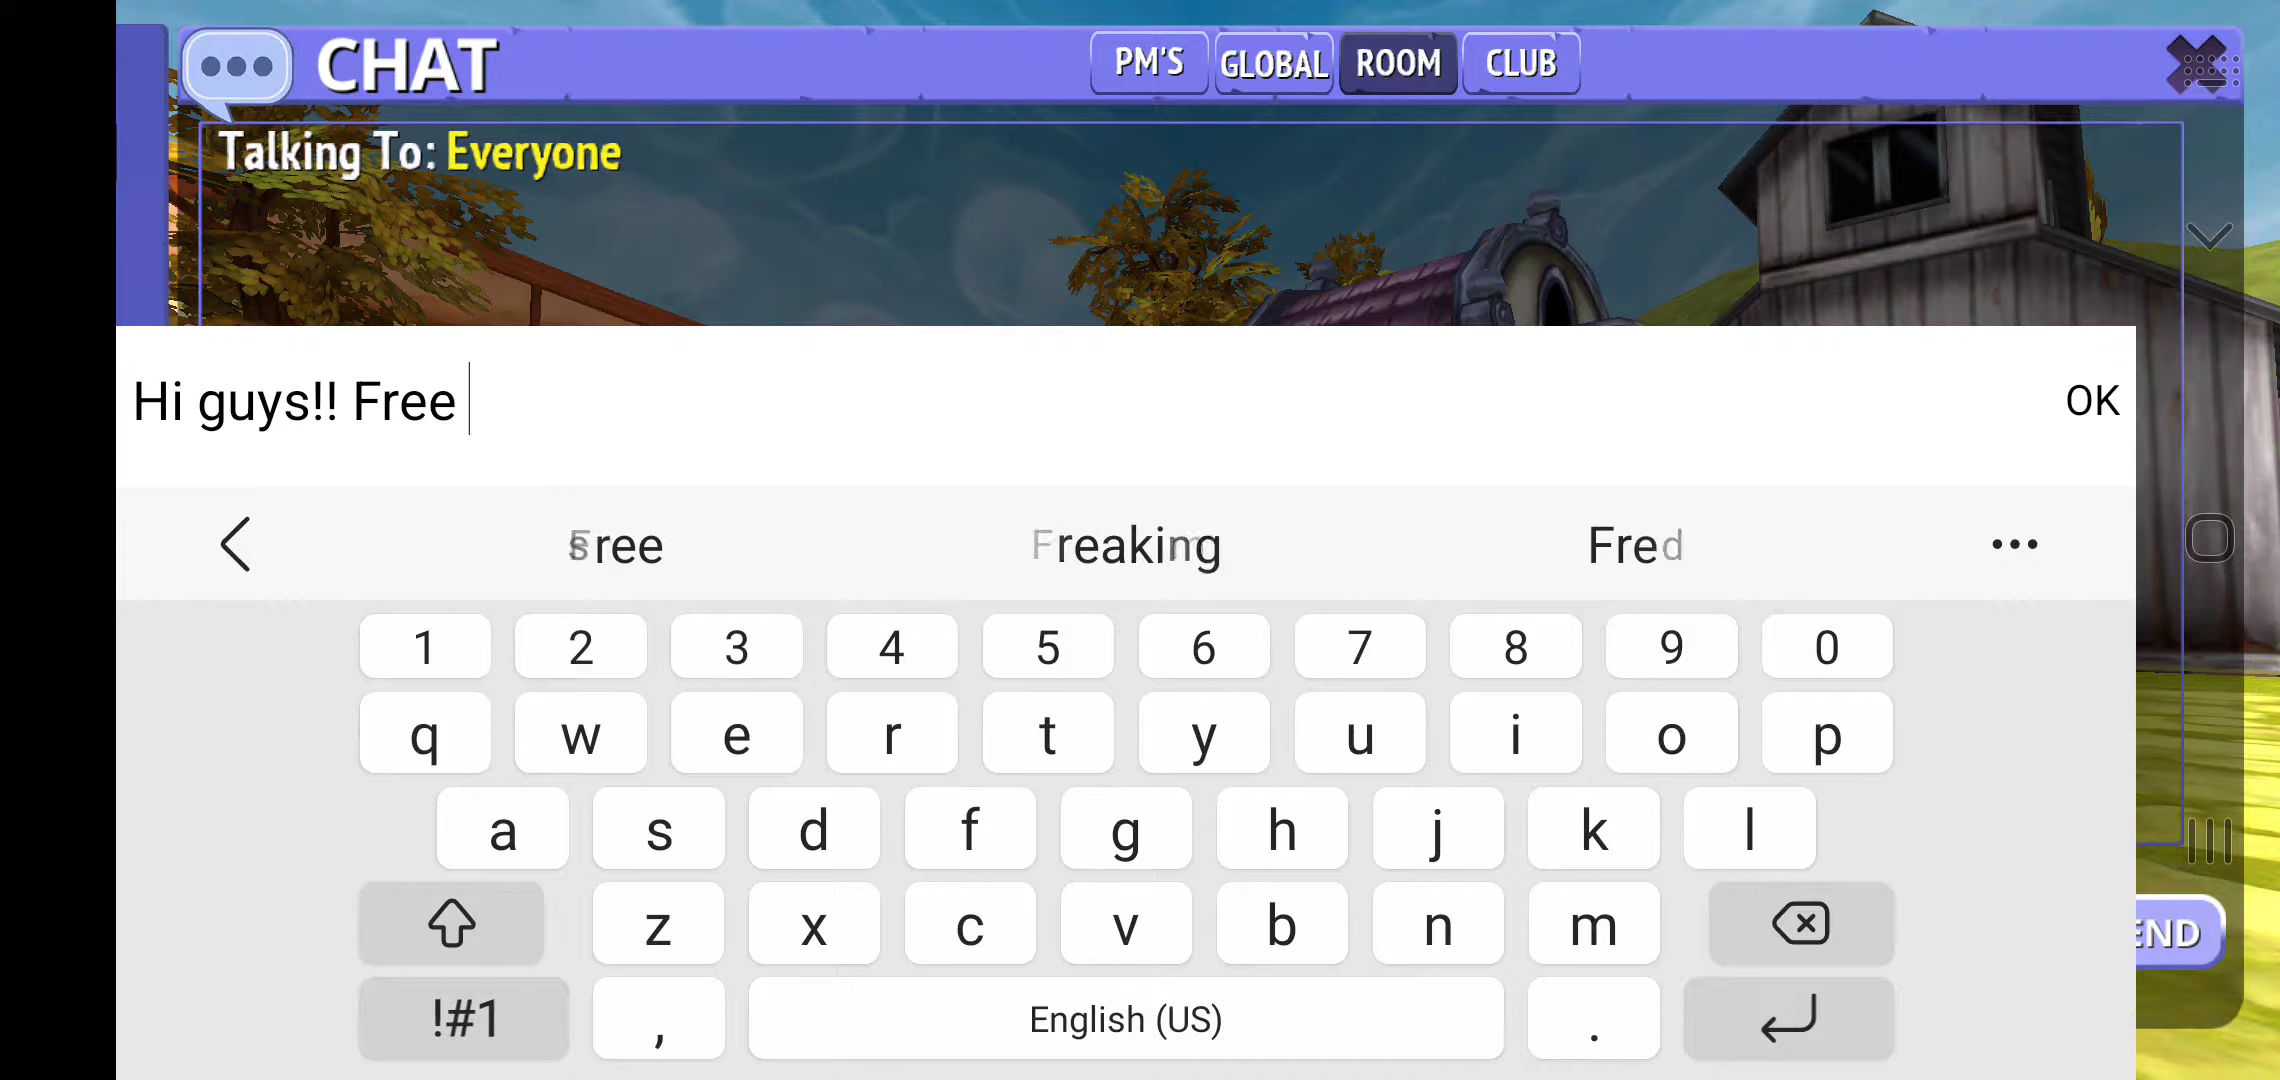 CHAT
PM'S GLOBAL ROOM CLUB
Talking To: Everyone
Hi guys!! Free
OK
Freaking Fred
1 2 3 4 5 6 7 8 9 0
q w e r t y u i o p
a s d f g h j k l
z x c v b n m
END
!#1 , English (US) .